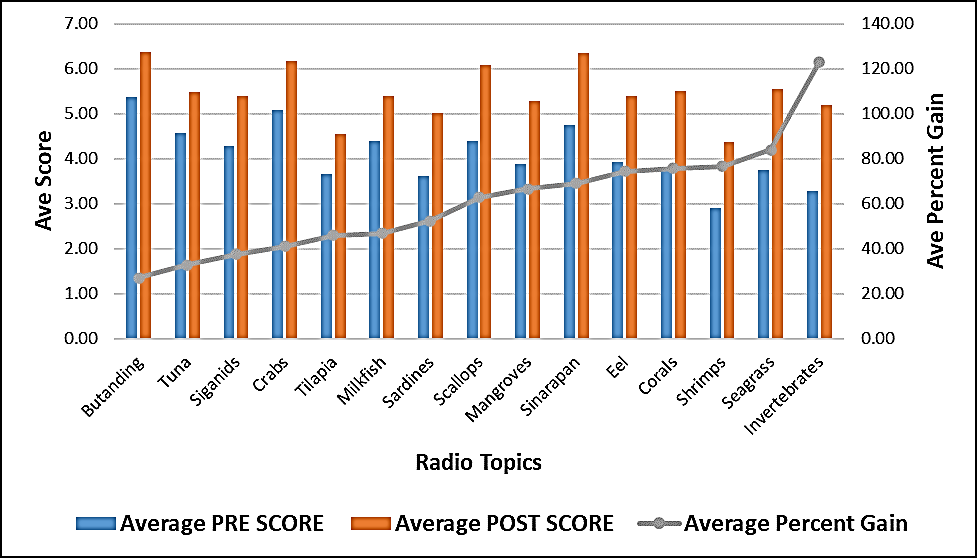 7.00
6.00
5.00
4.00
3.00
2.00
1.00
0.00
Ave Score
140.00
120.00
100.00
80.00
60.00
40.00
20.00
0.00
Ave Percent Gain
Butanding
Tuna
Siganids
Crabs
Tilapia
Milkfish
Sardines
Scallops
Mangroves
Sinarapan
Eel
Corals
Shrimps
Seagrass
Invertebrates
Radio Topics
Average PRE SCORE
Average POST SCORE
Average Percent Gain